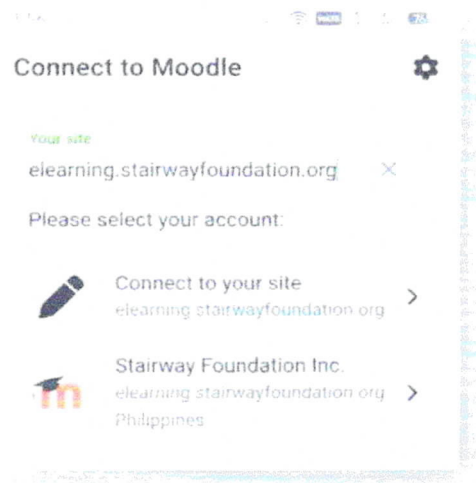 Connect to Moodle
Your site
elearning.stairwayfoundation.org
Please select your account:
Connect to your site
elearning.stairwayfoundation.org
Stairway Foundation Inc.
elearning.stairwayfoundation.org
Philippines